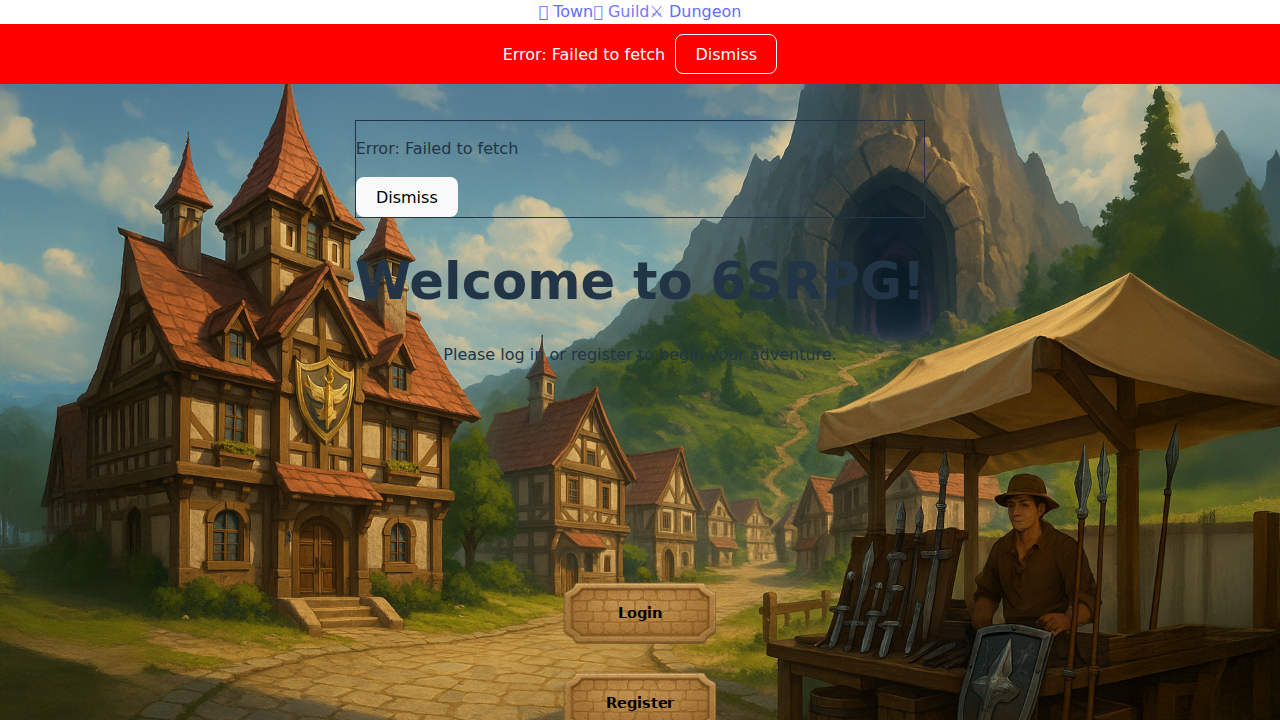 Town Guild⚔ Dungeon
Error: Failed to fetch Dismiss
Error: Failed to fetch
Dismiss
Welcome to 6SRPG!
Please log in or register to begin your adventure.
Login
Register